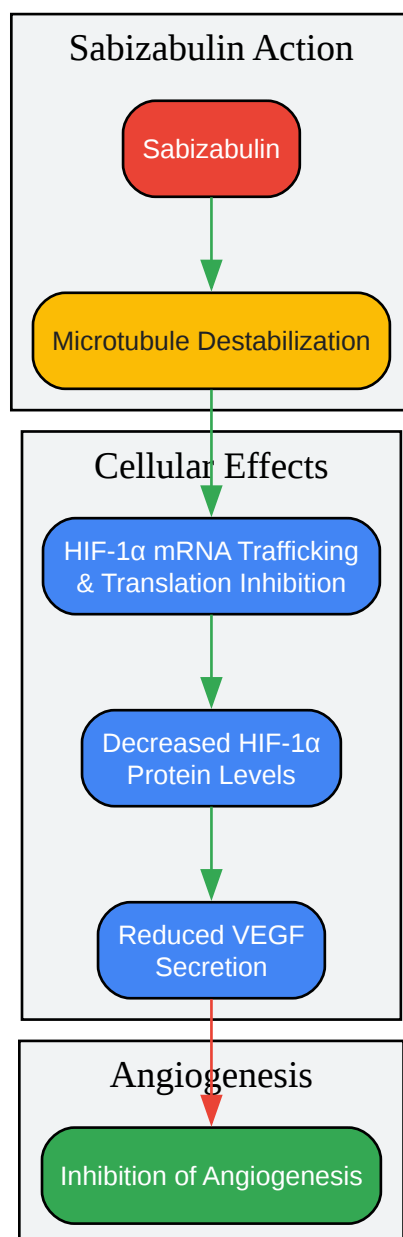 Sabizabulin Action
Sabizabulin
Microtubule Destabilization
Cellular Effects
HIF-1α mRNA Trafficking
& Translation Inhibition
Decreased HIF-1α
Protein Levels
Reduced VEGF
Secretion
Angiogenesis
Inhibition of Angiogenesis